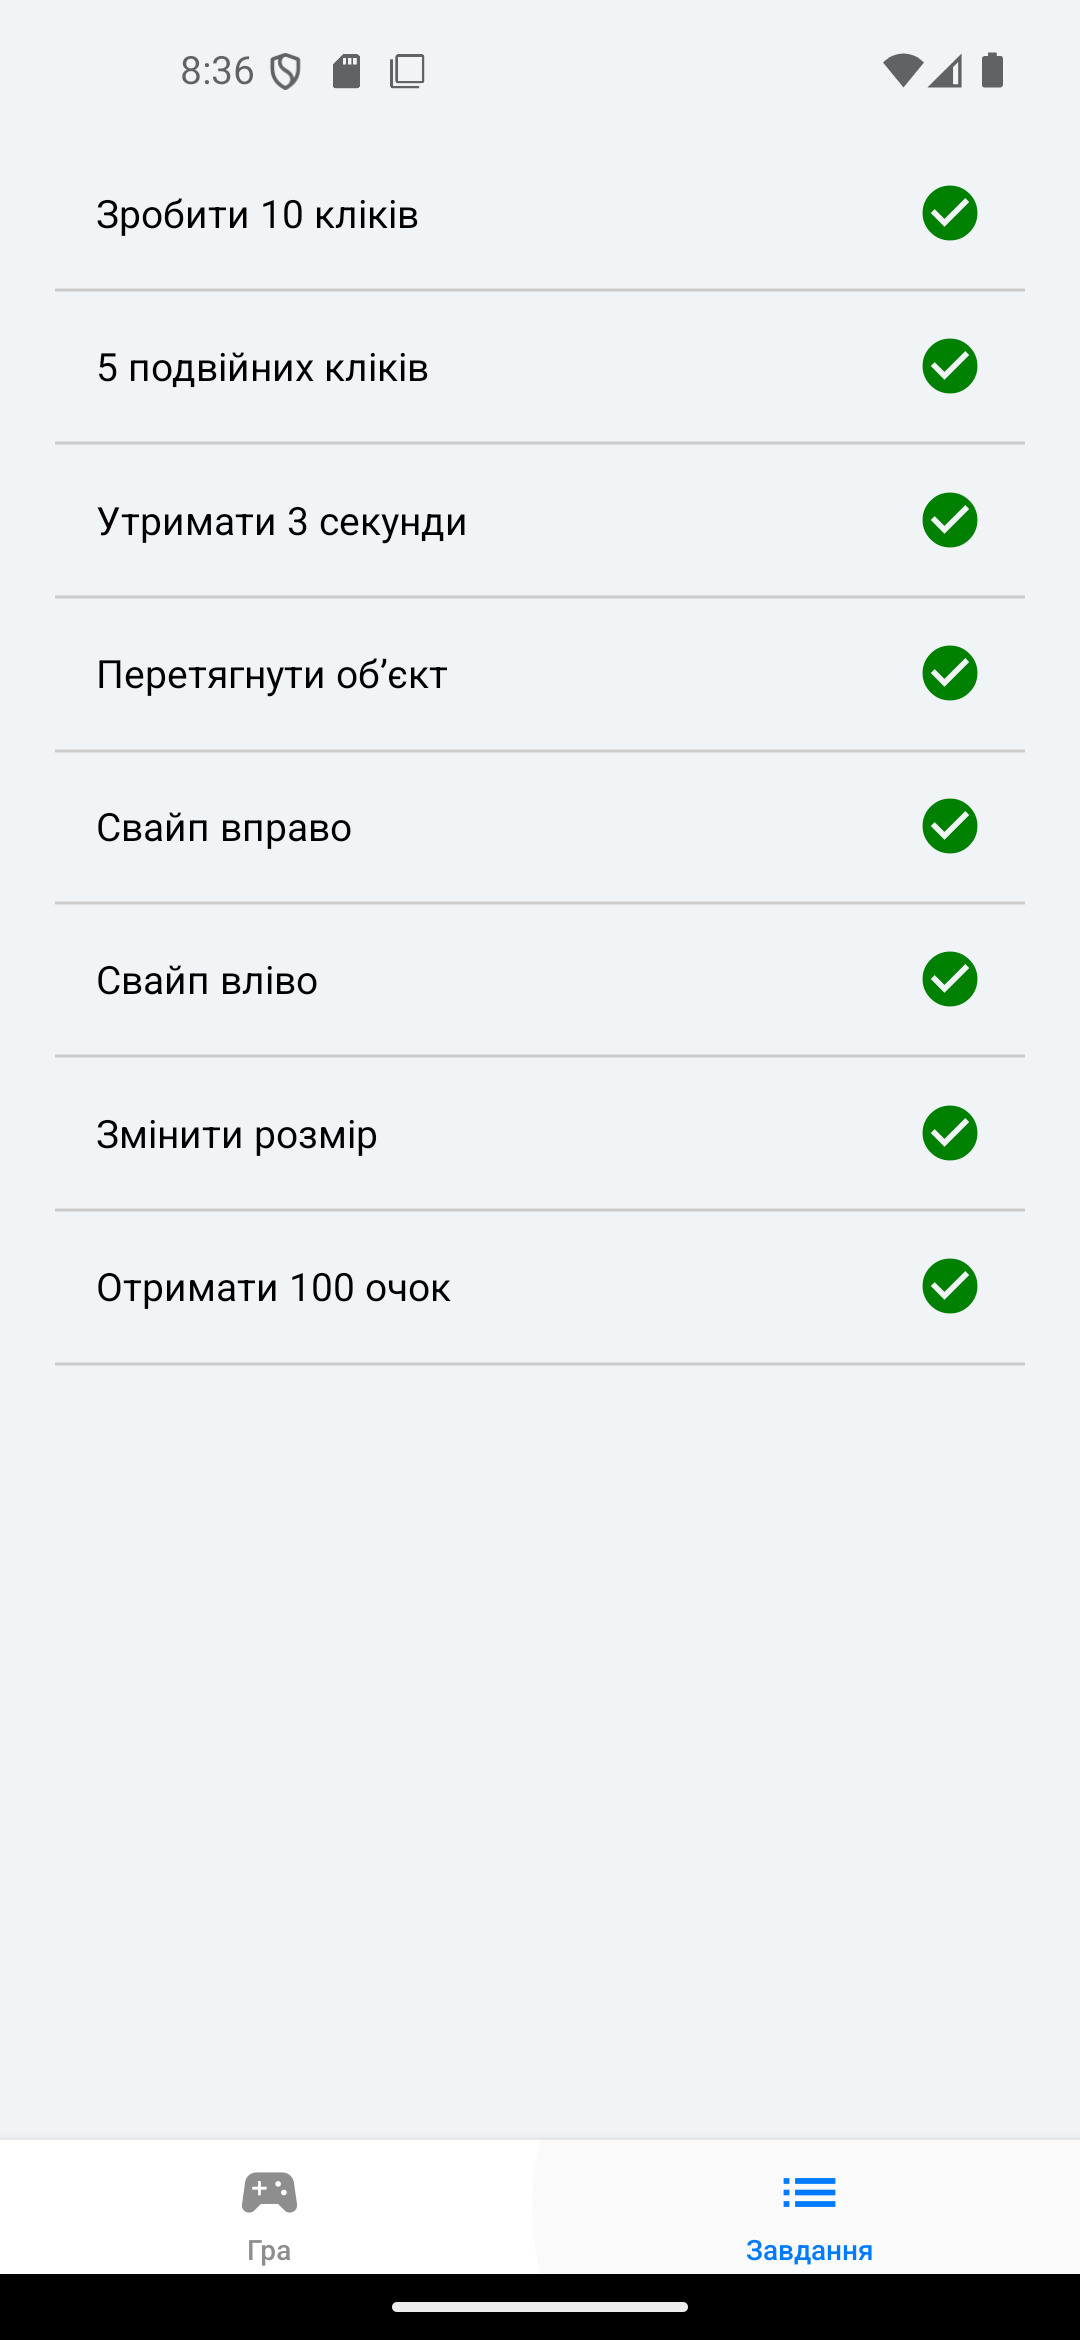 8:36
Зробити 10 кліків
5 подвійних кліків
Утримати 3 секунди
Перетягнути об’єкт
Свайп вправо
Свайп вліво
Змінити розмір
Отримати 100 очок
Гра
Завдання